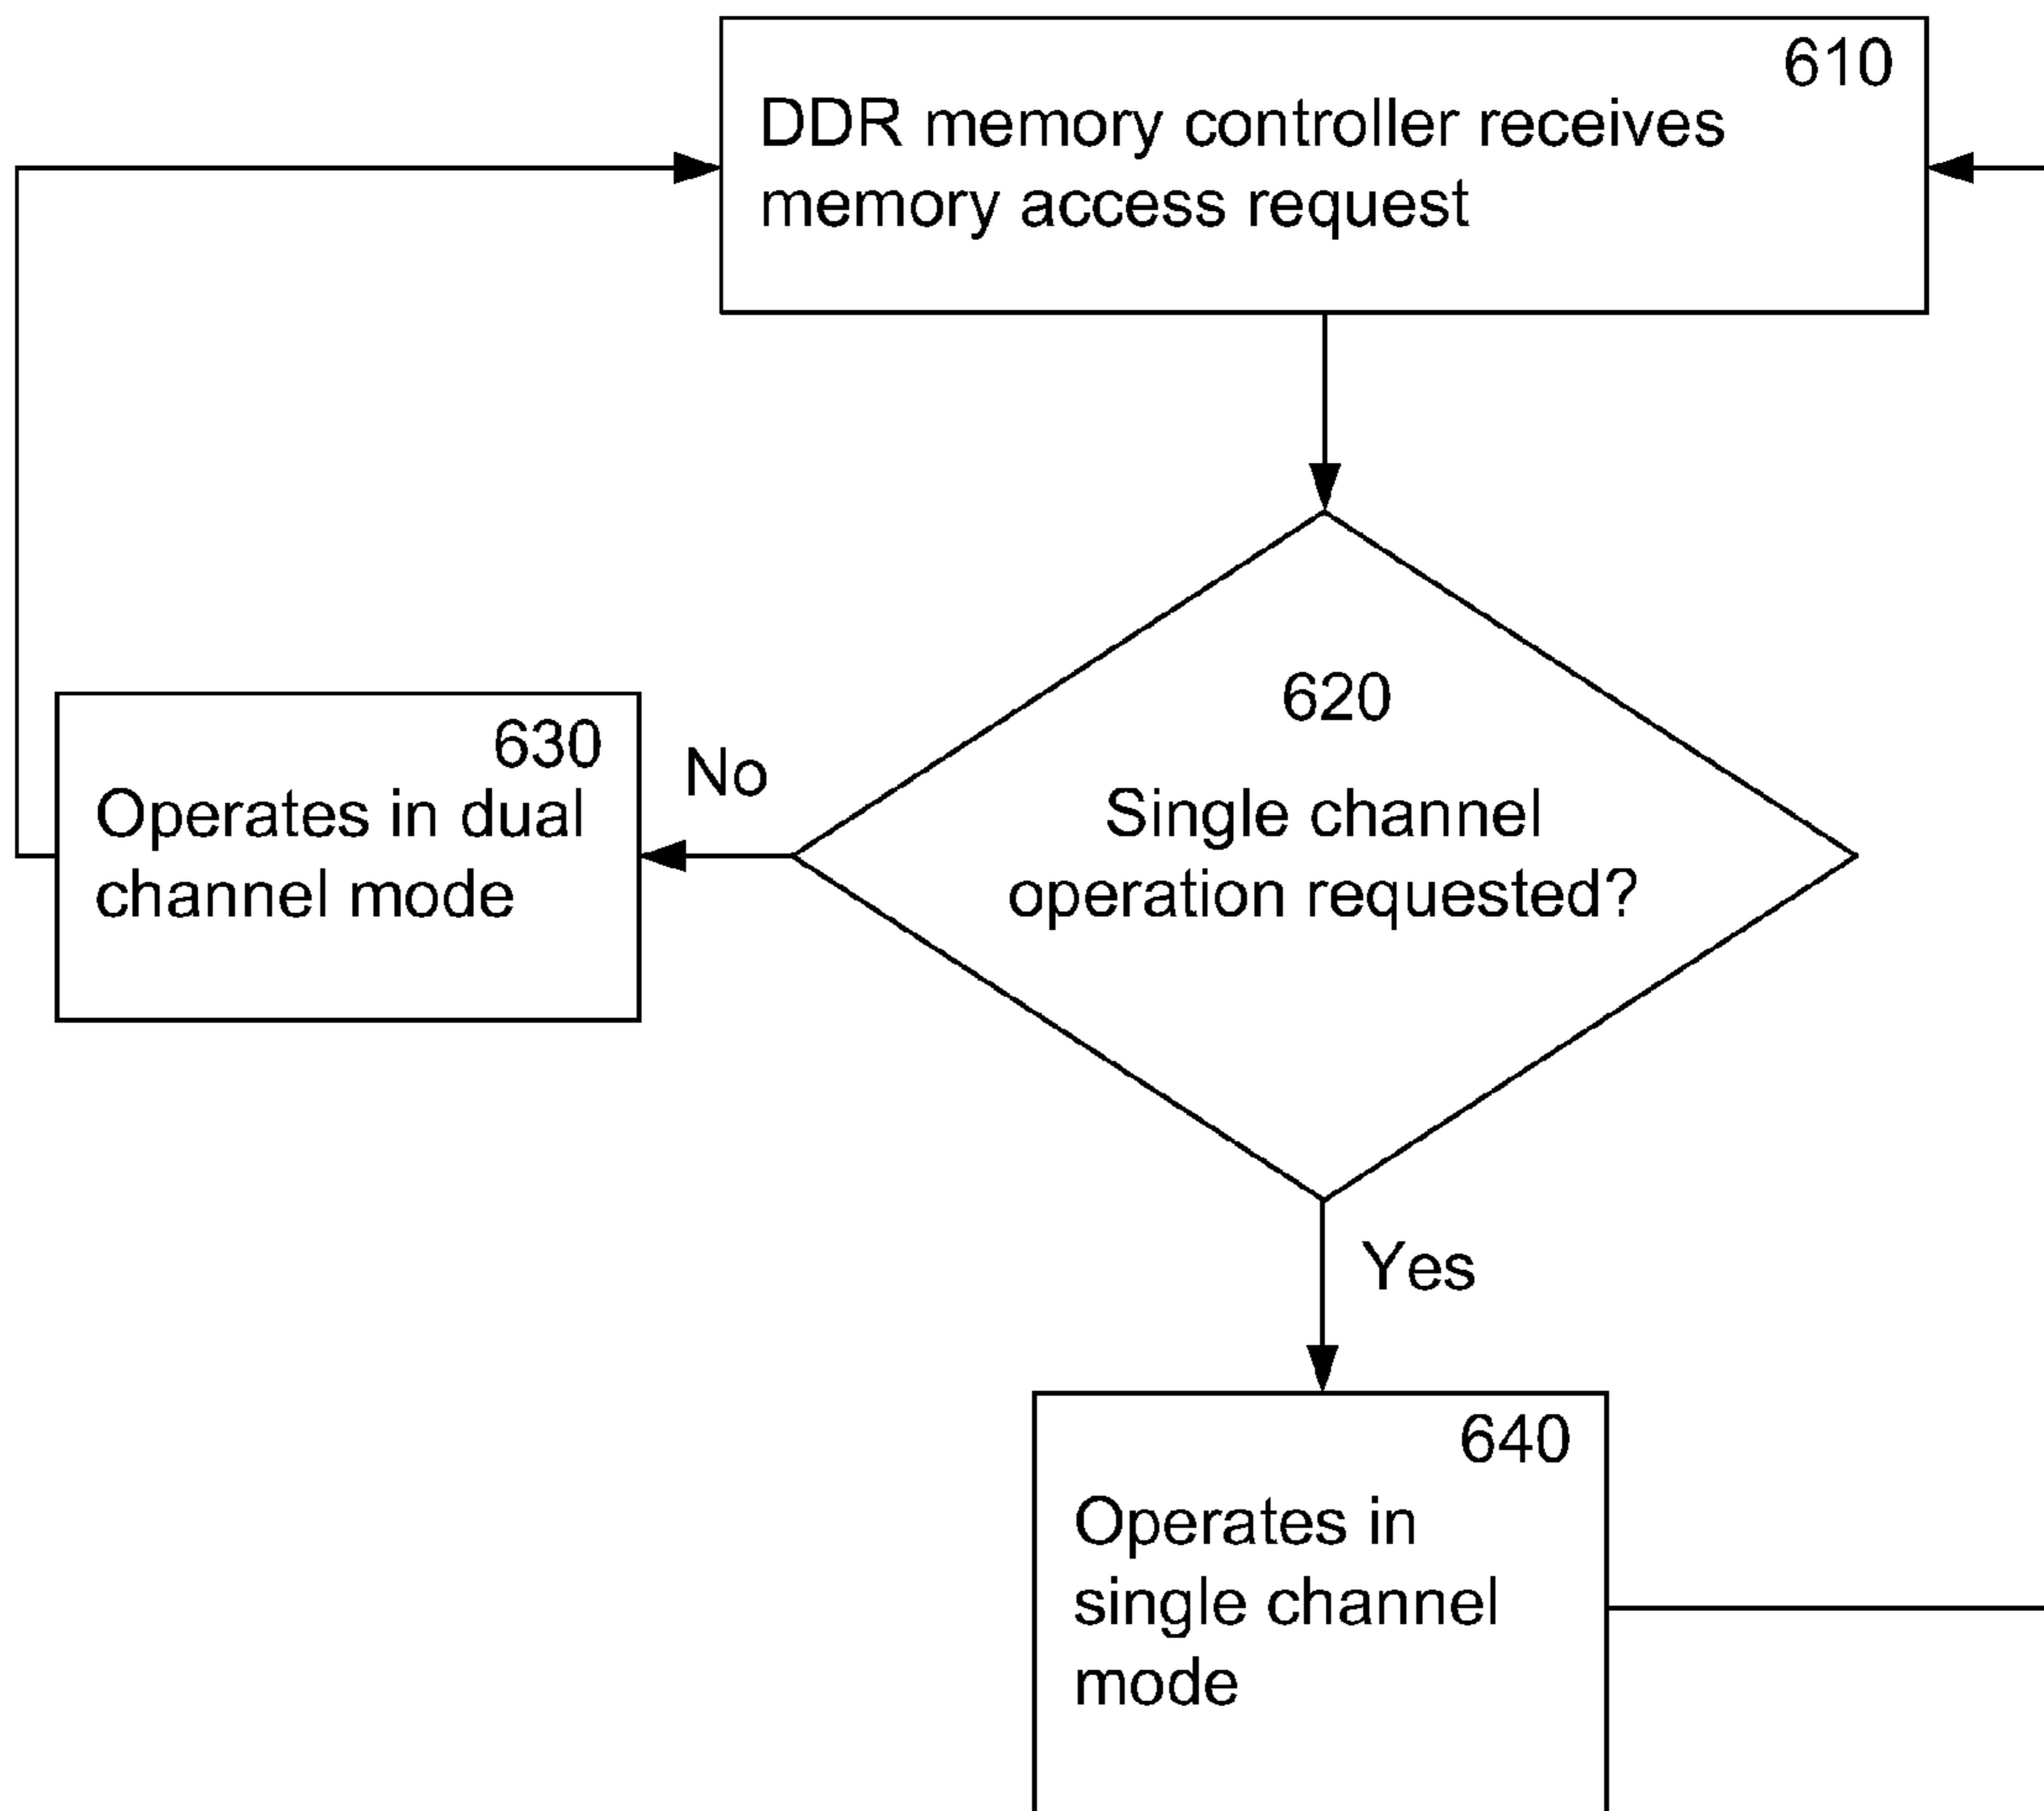 610
DDR memory controller receives
memory access request
620
Single channel
operation requested?
No
630
Operates in dual
channel mode
Yes
640
Operates in
single channel
mode